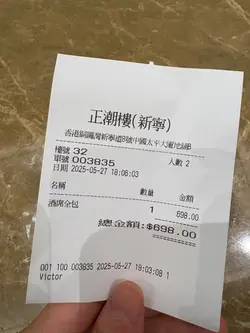 正潮樓(新寧)
香港銅鑼灣新寧道8號中國太平大廈地舖B
檯號 32 人數 2
單號 003835
日期 2025-05-27 18:06:03
名稱 數量 金額
酒席全包 1 698.00
總金額:$698.00
001 100 003835 2025-05-27 19:03:08 1
Victor